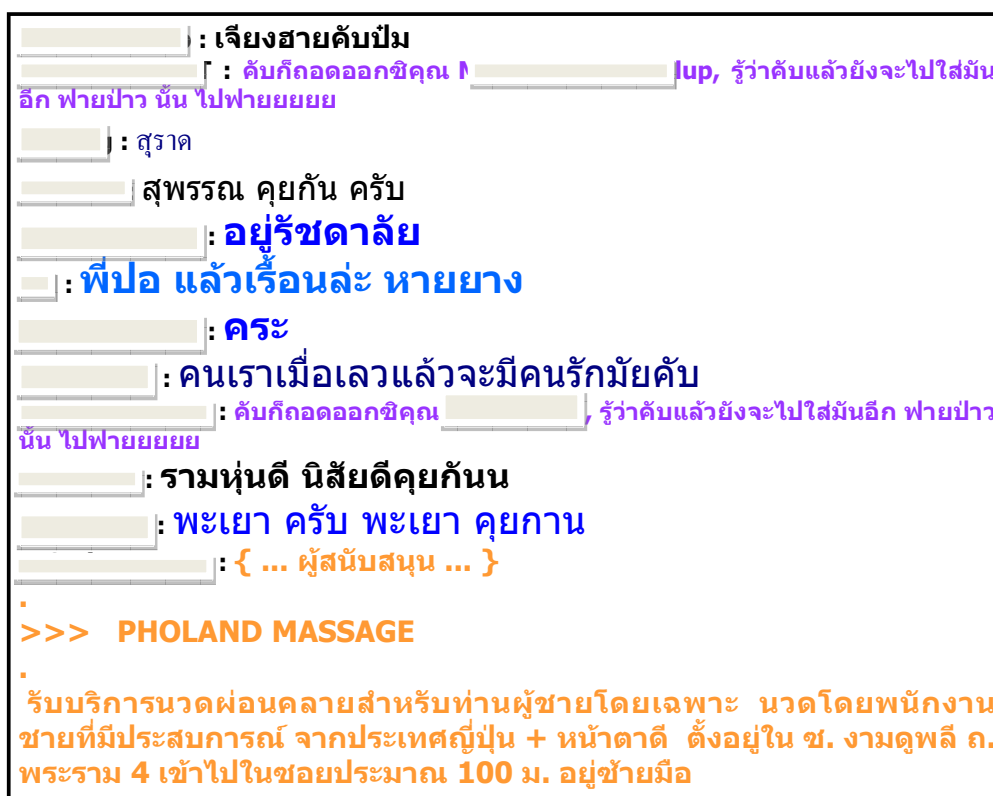 : เจียงฮายคับป๋ม
: คับก็ถอดออกซิคุณ lup, รู้ว่าคับแล้วยังจะไปใส่มัน
อีก ฟายป่าว นั้น ไปฟายยยยย
: สุราด
สุพรรณ คุยกัน ครับ
: อยู่รัชดาลัย
: พี่ปอ แล้วเรื้อนล่ะ หายยาง
: คระ
: คนเราเมื่อเลวแล้วจะมีคนรักมัยคับ
: คับก็ถอดออกซิคุณ , รู้ว่าคับแล้วยังจะไปใส่มันอีก ฟายป่าว
นั้น ไปฟายยยยย
: รามหุ่นดี นิสัยดีคุยกันน
: พะเยา ครับ พะเยา คุยกาน
: { ... ผู้สนับสนุน ... }
.
>>> PHOLAND MASSAGE
.
รับบริการนวดผ่อนคลายสำหรับท่านผู้ชายโดยเฉพาะ นวดโดยพนักงาน
ชายที่มีประสบการณ์ จากประเทศญี่ปุ่น + หน้าตาดี ตั้งอยู่ใน ซ. งามดูพลี ถ.
พระราม 4 เข้าไปในซอยประมาณ 100 ม. อยู่ซ้ายมือ